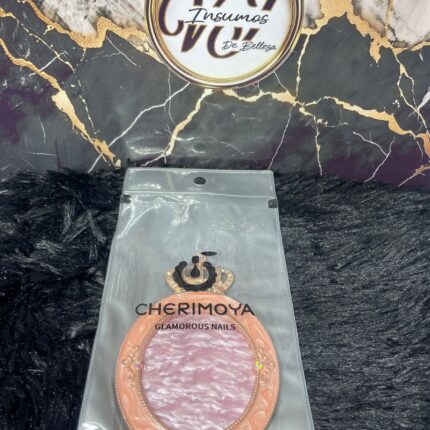 Insumos
De Belleza
CHERIMOYA
GLAMOROUS NAILS